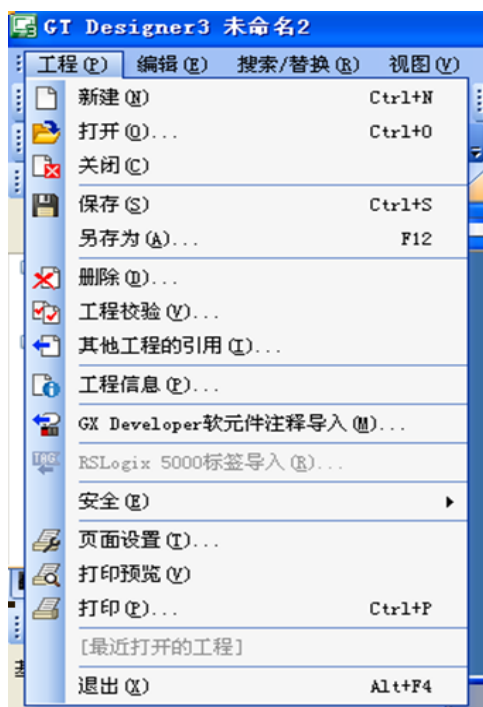 GT Designer3 未命名2
工程(P) 编辑(E) 搜索/替换(R) 视图(V)
新建(N) Ctrl+N
打开(O)... Ctrl+O
关闭(C)
保存(S) Ctrl+S
另存为(A)... F12
删除(D)...
工程校验(V)...
其他工程的引用(I)...
工程信息(P)...
GX Developer软元件注释导入(M)...
TAG RSLogix 5000标签导入(R)...
安全(E)
页面设置(T)...
打印预览(V)
打印(P)... Ctrl+P
[最近打开的工程]
退出(X) Alt+F4